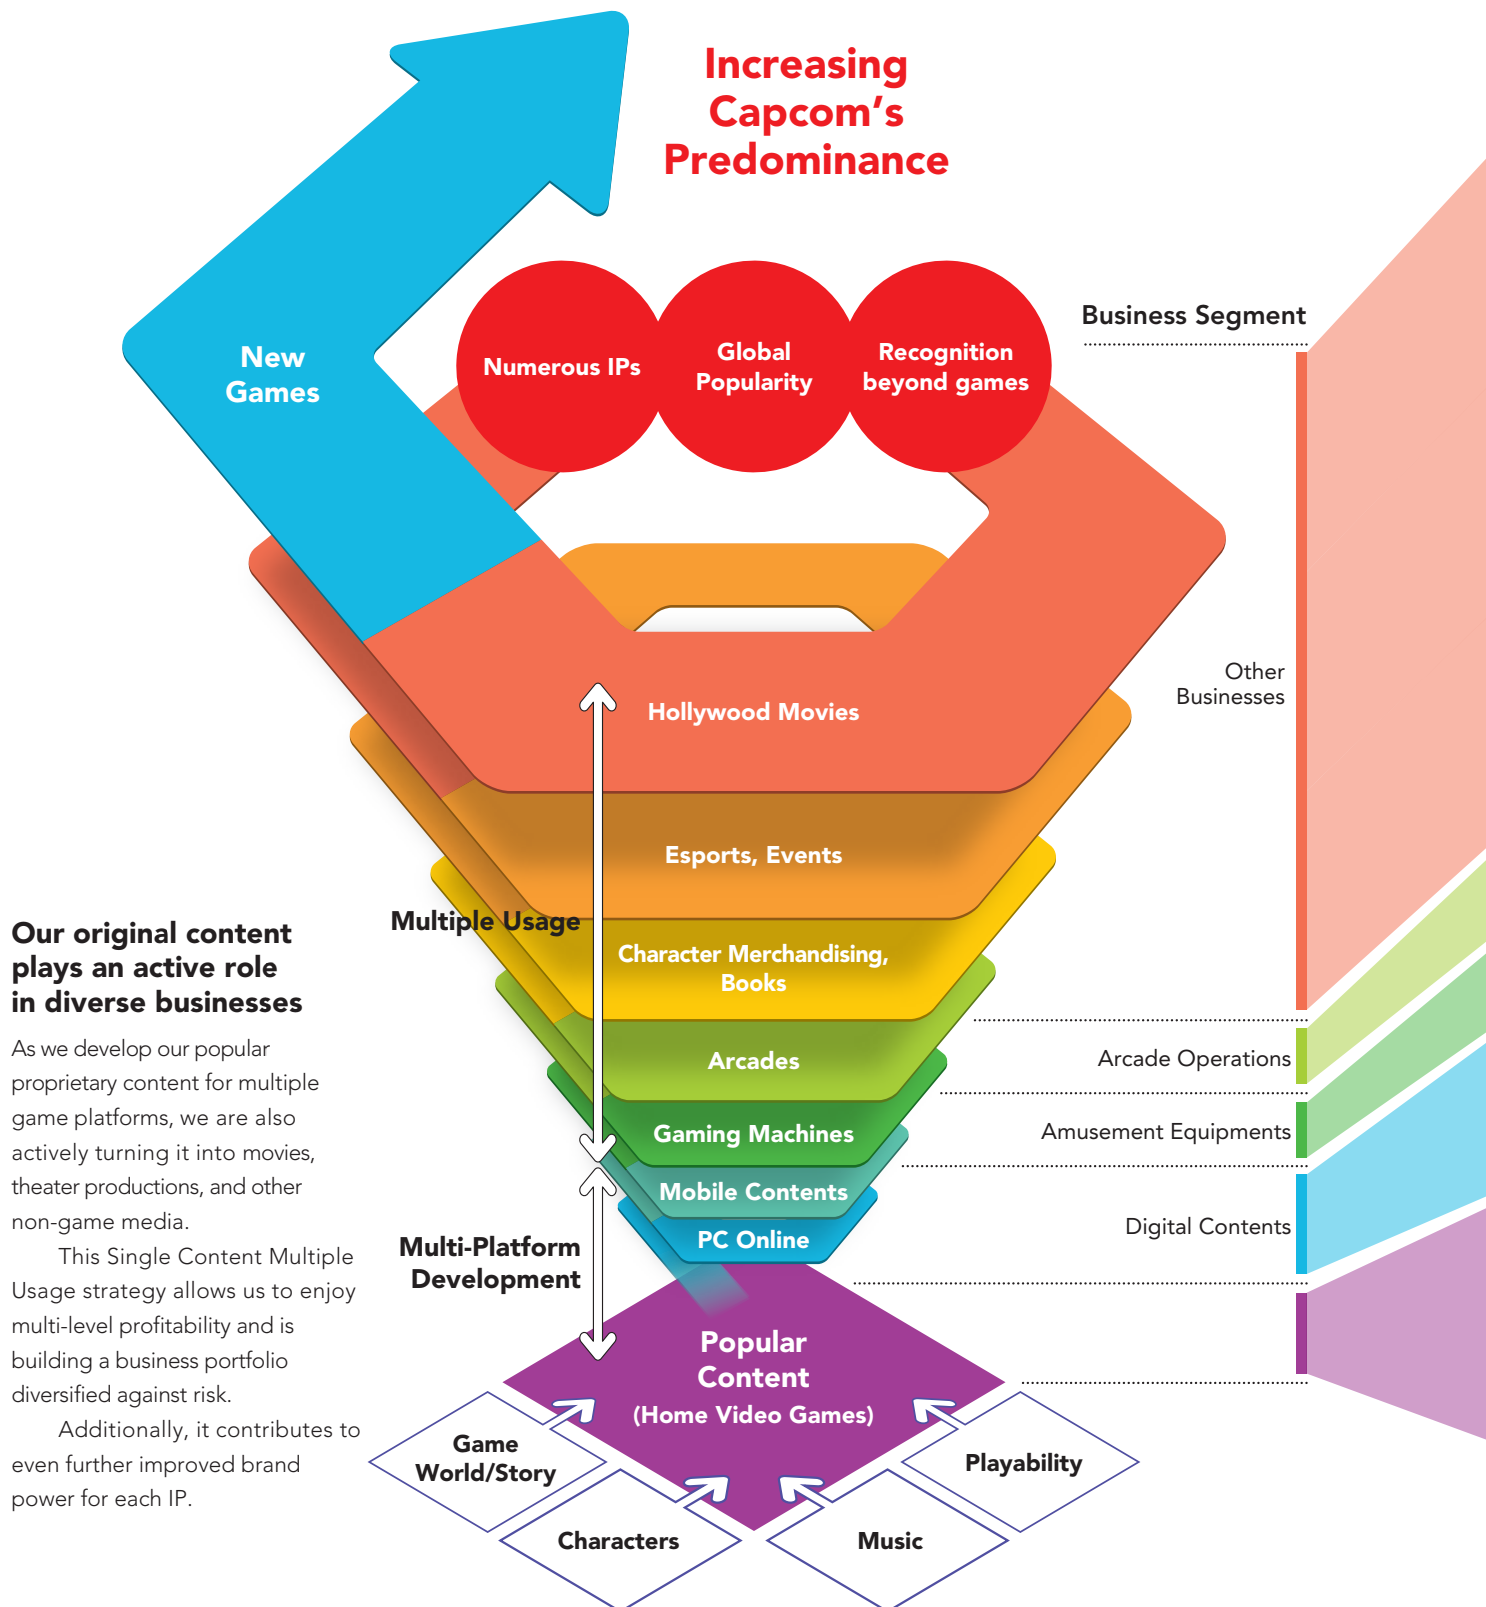 Increasing
Capcom’s
Predominance
New
Games
Numerous IPs
Global
Popularity
Recognition
beyond games
Business Segment
Other
Businesses
Hollywood Movies
Esports, Events
Multiple Usage
Character Merchandising,
Books
Arcades
Arcade Operations
Gaming Machines
Amusement Equipments
Mobile Contents
PC Online
Digital Contents
Multi-Platform
Development
Popular
Content
(Home Video Games)
Game
World/Story
Characters
Music
Playability
Our original content
plays an active role
in diverse businesses
As we develop our popular
proprietary content for multiple
game platforms, we are also
actively turning it into movies,
theater productions, and other
non-game media.
This Single Content Multiple
Usage strategy allows us to enjoy
multi-level profitability and is
building a business portfolio
diversified against risk.
Additionally, it contributes to
even further improved brand
power for each IP.